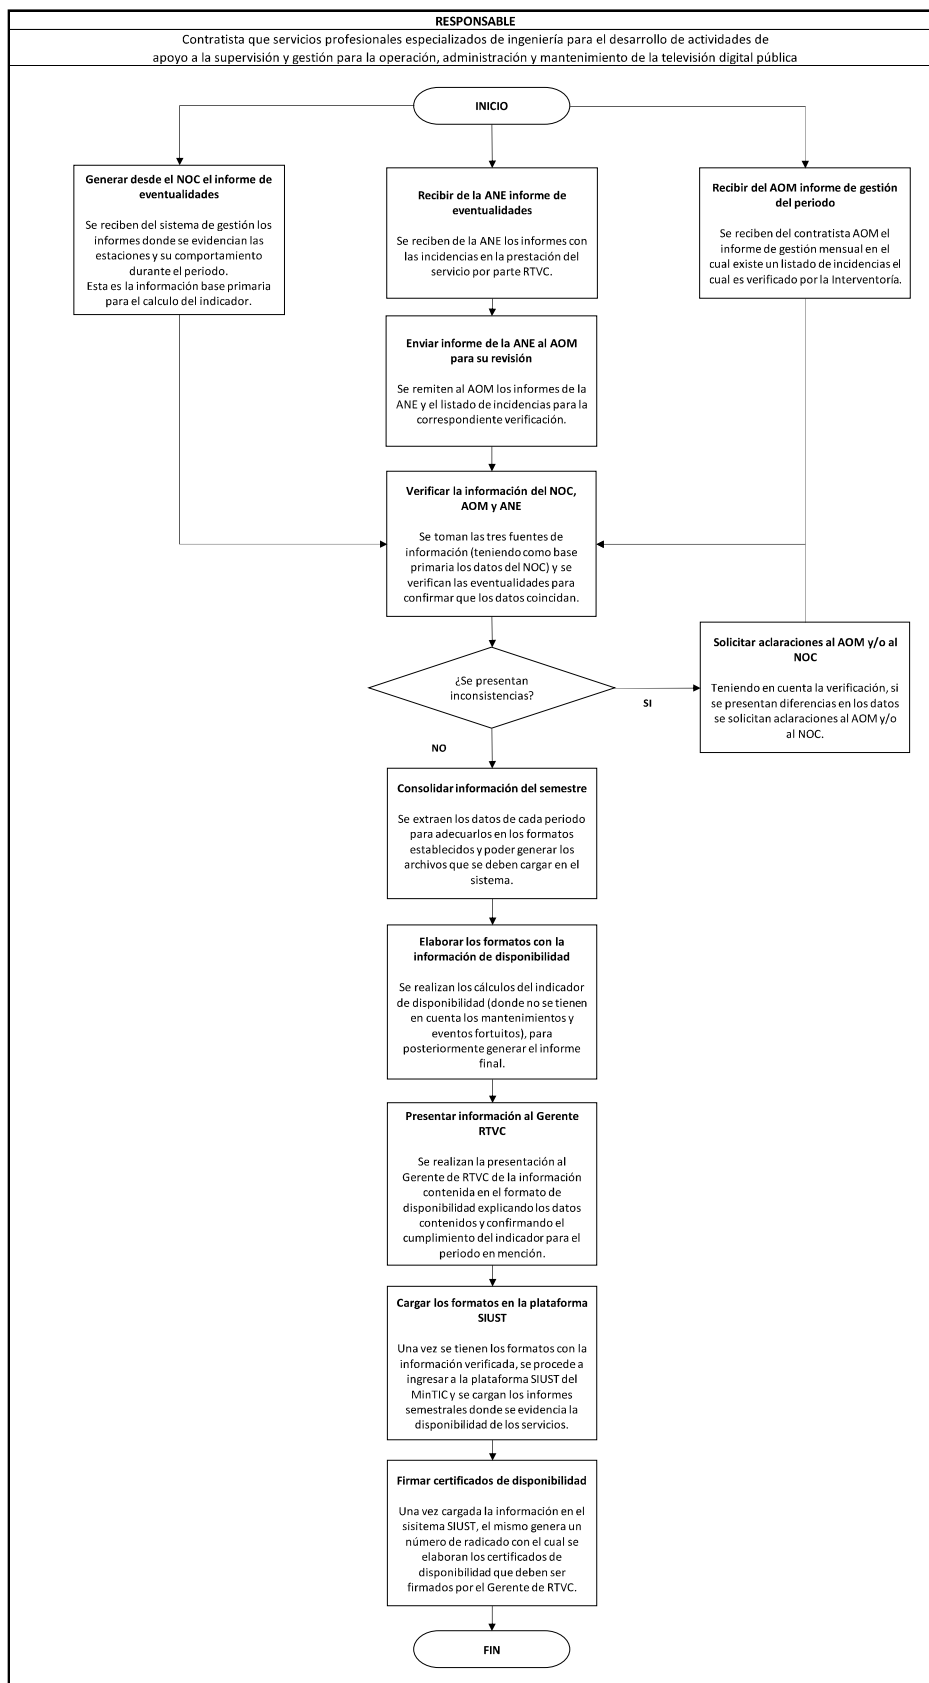 RESPONSABLE
Contratista que servicios profesionales especializados de ingeniería para el desarrollo de actividades de
apoyo a la supervisión y gestión para la operación, administración y mantenimiento de la televisión digital pública
INICIO
Generar desde el NOC el informe de
eventualidades
Se reciben del sistema de gestión los
informes donde se evidencian las
estaciones y su comportamiento
durante el periodo.
Esta es la información base primaria
para el calculo del indicador.
Recibir de la ANE informe de
eventualidades
Se reciben de la ANE los informes con
las incidencias en la prestación del
servicio por parte RTVC.
Recibir del AOM informe de gestión
del periodo
Se reciben del contratista AOM el
informe de gestión mensual en el
cual existe un listado de incidencias el
cual es verificado por la Interventoría.
Enviar informe de la ANE al AOM
para su revisión
Se remiten al AOM los informes de la
ANE y el listado de incidencias para la
correspondiente verificación.
Verificar la información del NOC,
AOM y ANE
Se toman las tres fuentes de
información (teniendo como base
primaria los datos del NOC) y se
verifican las eventualidades para
confirmar que los datos coincidan.
¿Se presentan
inconsistencias?
SI
Solicitar aclaraciones al AOM y/o al
NOC
Teniendo en cuenta la verificación, si
se presentan diferencias en los datos
se solicitan aclaraciones al AOM y/o
al NOC.
NO
Consolidar información del semestre
Se extraen los datos de cada periodo
para adecuarlos en los formatos
establecidos y poder generar los
archivos que se deben cargar en el
sistema.
Elaborar los formatos con la
información de disponibilidad
Se realizan los cálculos del indicador
de disponibilidad (donde no se tienen
en cuenta los mantenimientos y
eventos fortuitos), para
posteriormente generar el informe
final.
Presentar información al Gerente
RTVC
Se realizan la presentación al
Gerente de RTVC de la información
contenida en el formato de
disponibilidad explicando los datos
contenidos y confirmando el
cumplimiento del indicador para el
periodo en mención.
Cargar los formatos en la plataforma
SIUST
Una vez se tienen los formatos con la
información verificada, se procede a
ingresar a la plataforma SIUST del
MinTIC y se cargan los informes
semestrales donde se evidencia la
disponibilidad de los servicios.
Firmar certificados de disponibilidad
Una vez cargada la información en el
sisitema SIUST, el mismo genera un
número de radicado con el cual se
elaboran los certificados de
disponibilidad que deben ser
firmados por el Gerente de RTVC.
FIN